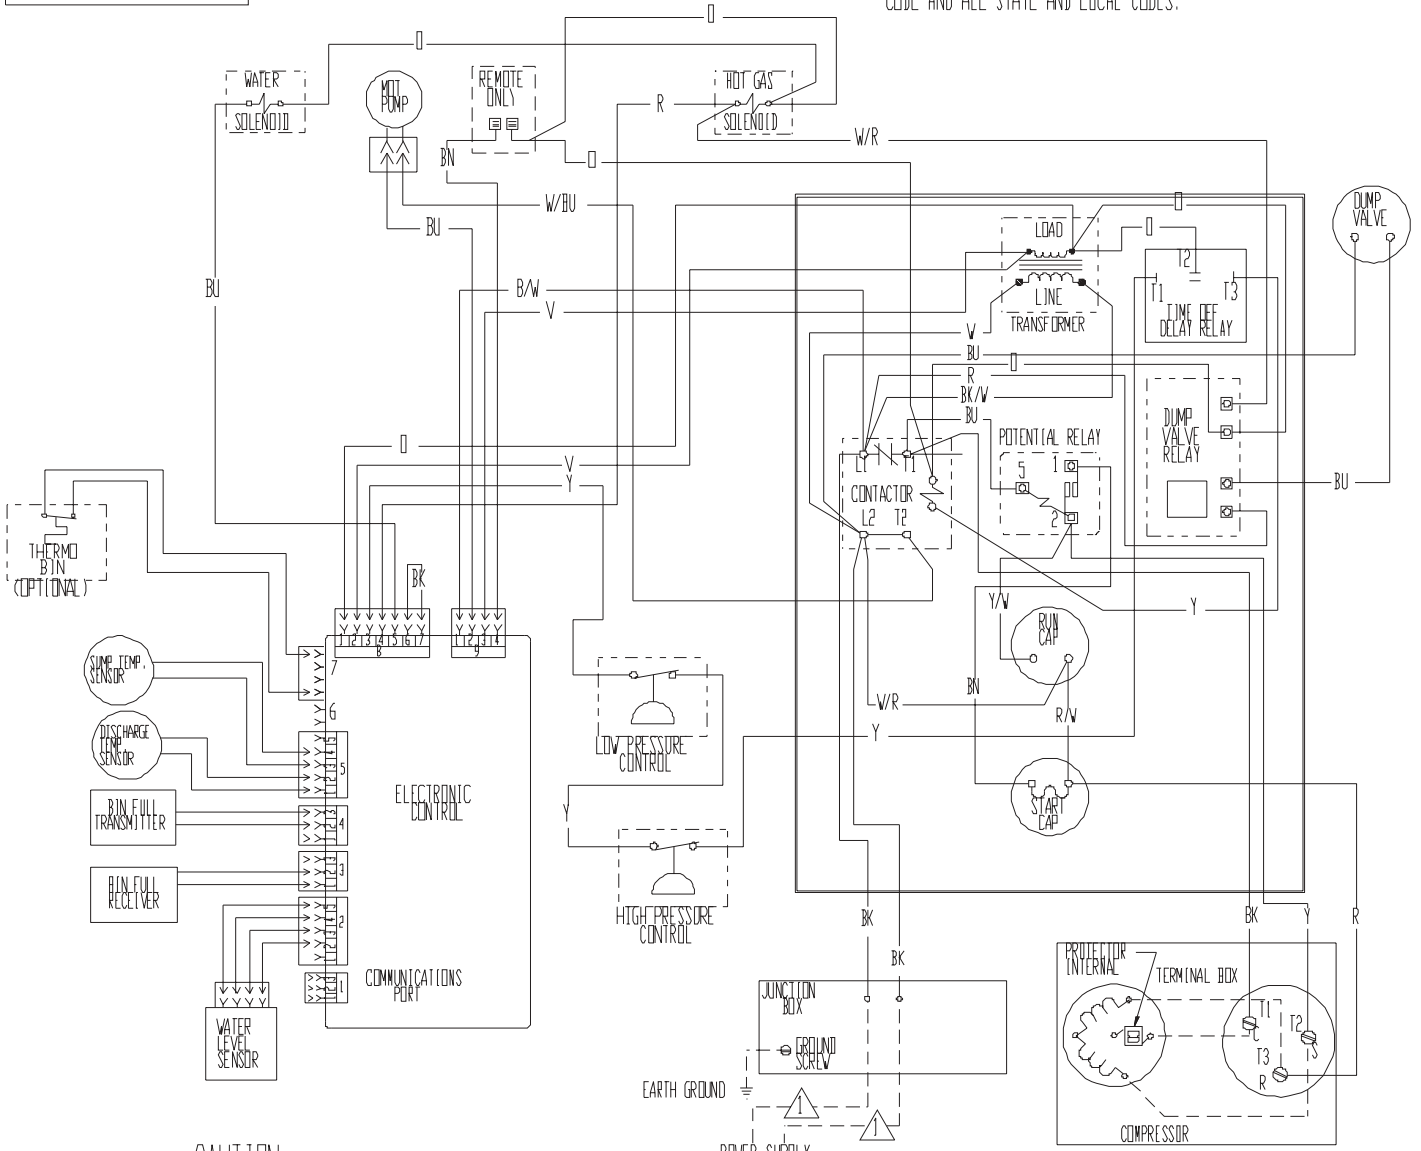 CODE AND ALL STATE AND LOCAL CODES.
WATER
SOLENOID
MOT
PUMP
REMOTE
ONLY
HOT GAS
SOLENOID
R
W/R
BN
W/BU
BU
BU
B/W
V
LOAD
LINE
TRANSFORMER
T2
T1
T3
TIME OFF
DELAY RELAY
DUMP
VALVE
W
BU
R
BK/W
BU
DUMP
VALVE
RELAY
BU
POTENTIAL RELAY
5
1
2
L1
T1
CONTACTOR
L2
T2
V
Y
THERMO
BIN
(OPTIONAL)
BK
1 2 3 4 5 6 7
8
1 2 3 4
9
7
6
5
4
3
2
1
SUMP TEMP.
SENSOR
DISCHARGE
TEMP.
SENSOR
BIN FULL
TRANSMITTER
BIN FULL
RECEIVER
ELECTRONIC
CONTROL
COMMUNICATIONS
PORT
WATER
LEVEL
SENSOR
LOW PRESSURE
CONTROL
Y
HIGH PRESSURE
CONTROL
Y/W
RUN
CAP
Y
BN
W/R
R/W
Y
START
CAP
BK
BK
BK
Y
R
JUNCTION
BOX
GROUND
SCREW
EARTH GROUND
1
1
POWER SUPPLY
PROTECTOR
INTERNAL
TERMINAL BOX
T1
C
T2
S
T3
R
COMPRESSOR
CAUTION